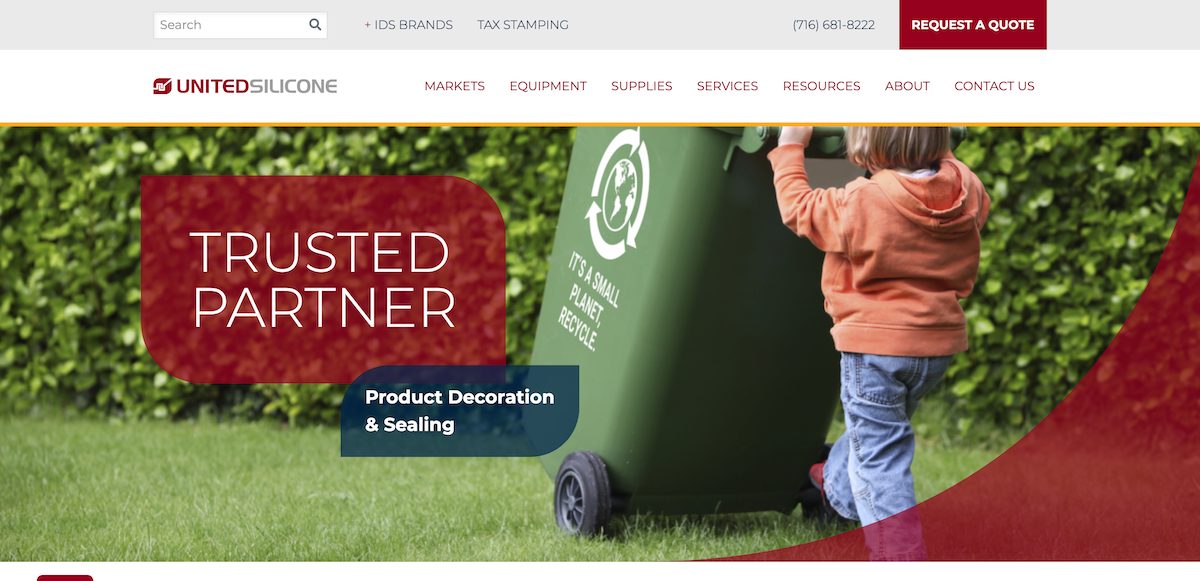 Search
+ IDS BRANDS
TAX STAMPING
(716) 681-8222
REQUEST A QUOTE
UNITEDSILICONE
MARKETS
EQUIPMENT
SUPPLIES
SERVICES
RESOURCES
ABOUT
CONTACT US
TRUSTED
PARTNER
Product Decoration
& Sealing
IT'S A SMALL
PLANET,
RECYCLE.